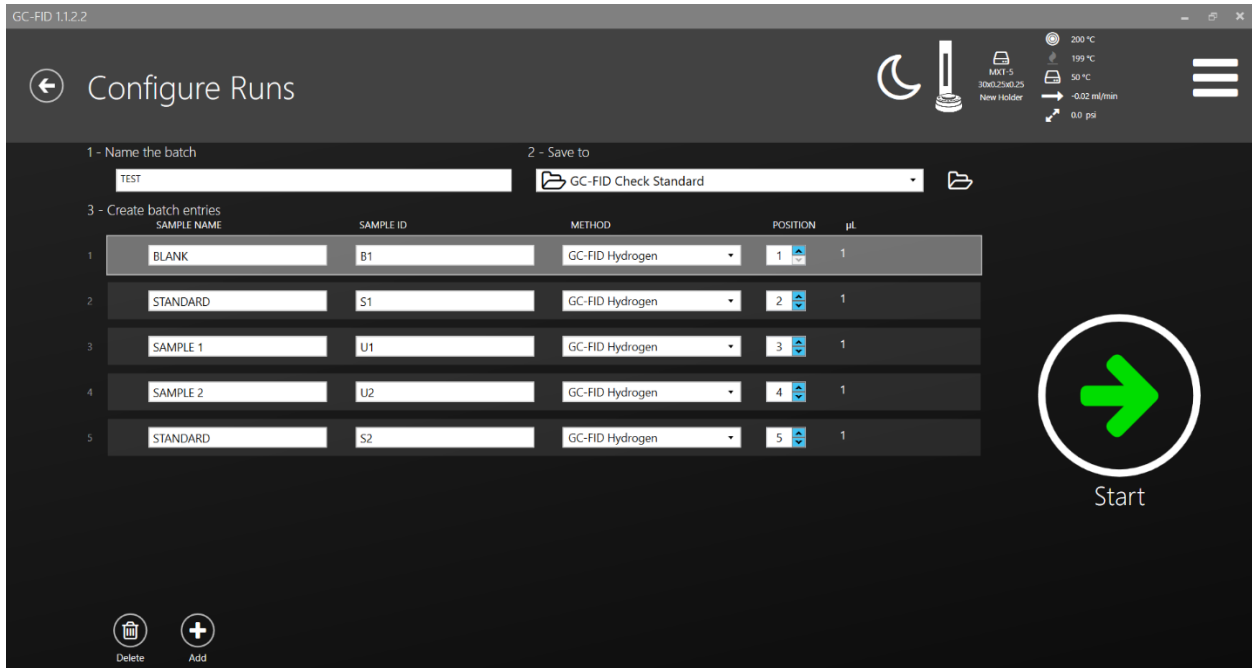 GC-FID 1.1.2.2
Configure Runs
MXT-5
30x0.25x0.25
New Holder
200 °C
199 °C
50 °C
-0.02 ml/min
0.0 psi
1 - Name the batch
2 - Save to
TEST
GC-FID Check Standard
3 - Create batch entries
SAMPLE NAME SAMPLE ID METHOD POSITION µL
1 BLANK B1 GC-FID Hydrogen 1 1
2 STANDARD S1 GC-FID Hydrogen 2 1
3 SAMPLE 1 U1 GC-FID Hydrogen 3 1
4 SAMPLE 2 U2 GC-FID Hydrogen 4 1
5 STANDARD S2 GC-FID Hydrogen 5 1
Start
Delete Add